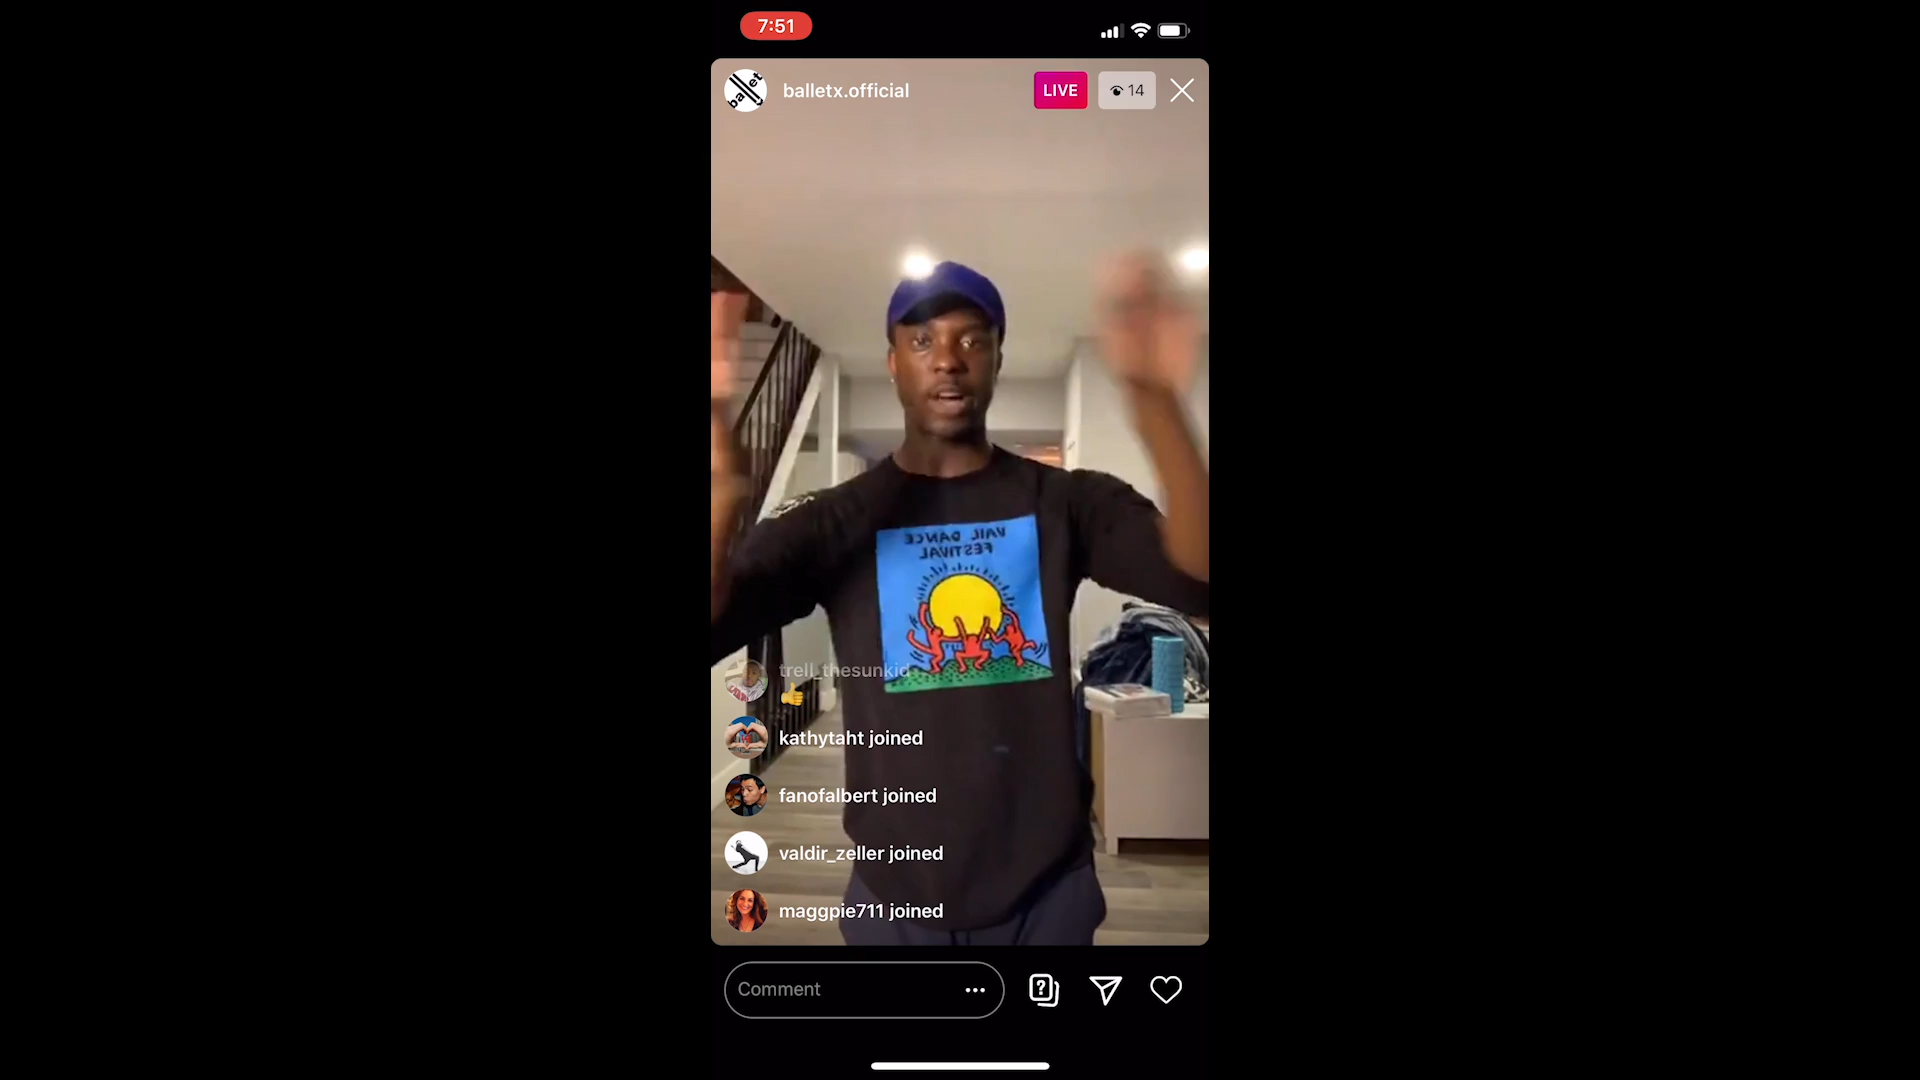 7:51
ballet
balletx.official
LIVE
14
VAIL DANCE
FESTIVAL
trell_thesunkid
kathytaht joined
fanofalbert joined
valdir_zeller joined
maggpie711 joined
Comment